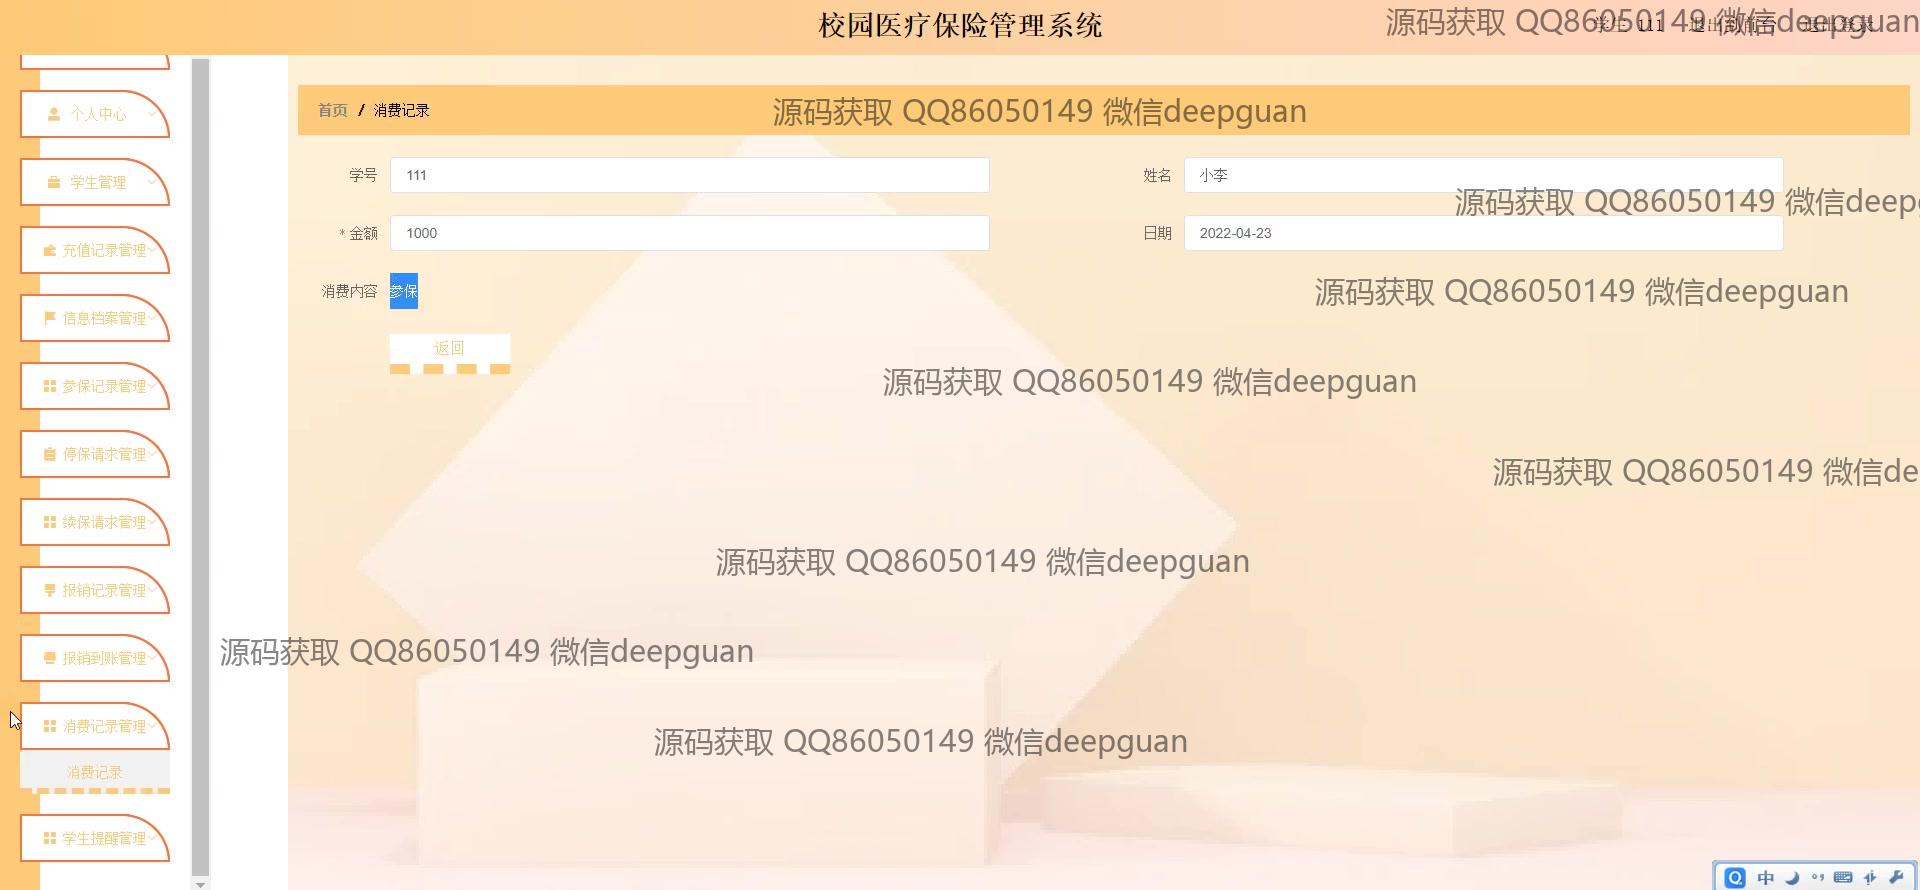 校园医疗保险管理系统
源码获取 QQ86050149 微信deepguan
个人中心
学生管理
充值记录管理
信息档案管理
参保记录管理
停保请求管理
续保请求管理
报销记录管理
报销到账管理
消费记录管理
消费记录
学生提醒管理
首页 / 消费记录
源码获取 QQ86050149 微信deepguan
学号 111
姓名 小李
源码获取 QQ86050149 微信deep
* 金额 1000
日期 2022-04-23
消费内容 参保
源码获取 QQ86050149 微信deepguan
返回
源码获取 QQ86050149 微信deepguan
源码获取 QQ86050149 微信de
源码获取 QQ86050149 微信deepguan
源码获取 QQ86050149 微信deepguan
源码获取 QQ86050149 微信deepguan
中